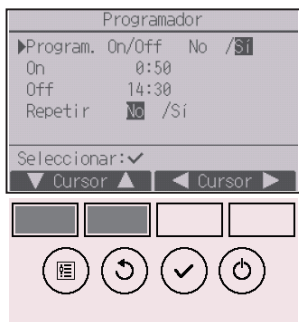 Programador
▶Program. On/Off No /Sí
On 0:50
Off 14:30
Repetir No /Sí
Seleccionar:✓
▼ Cursor ▲ ◀ Cursor ▶